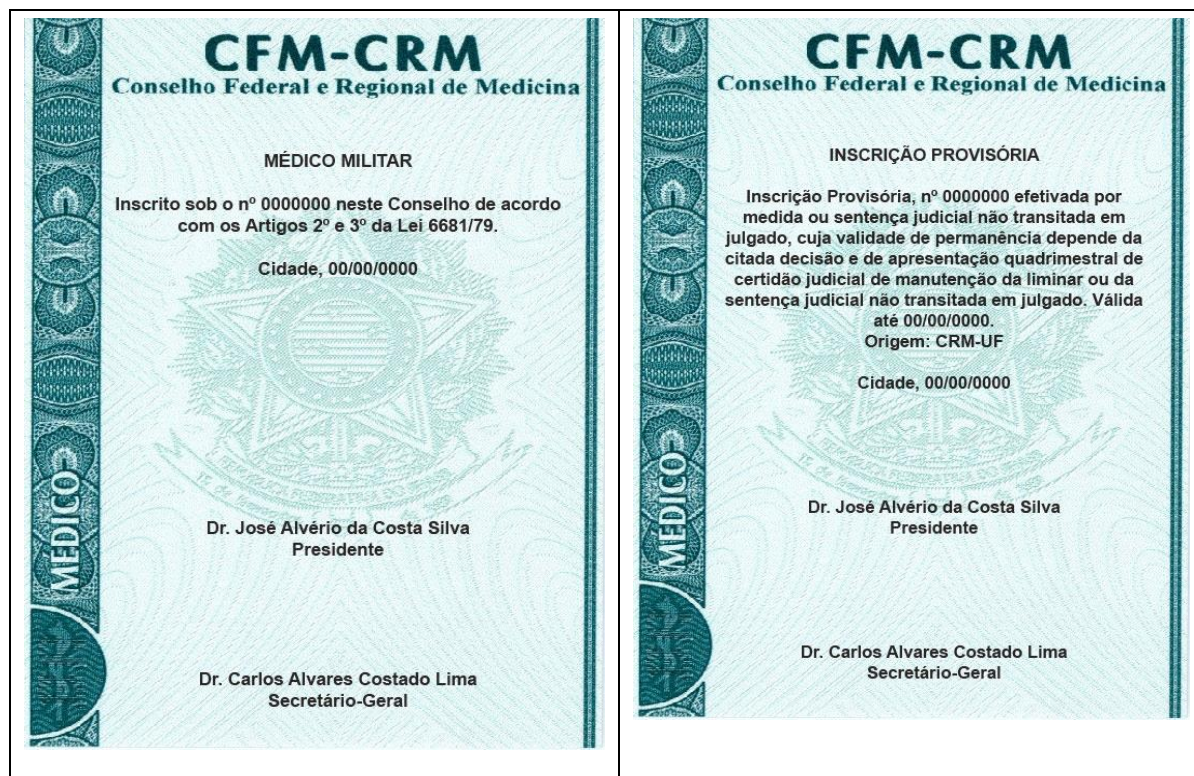 CFM-CRM
Conselho Federal e Regional de Medicina
MÉDICO MILITAR
Inscrito sob o nº 0000000 neste Conselho de acordo
com os Artigos 2º e 3º da Lei 6681/79.
Cidade, 00/00/0000
Dr. José Alvério da Costa Silva
Presidente
Dr. Carlos Alvares Costado Lima
Secretário-Geral
MÉDICO
CFM-CRM
Conselho Federal e Regional de Medicina
INSCRIÇÃO PROVISÓRIA
Inscrição Provisória, nº 0000000 efetivada por
medida ou sentença judicial não transitada em
julgado, cuja validade de permanência depende da
citada decisão e de apresentação quadrimestral de
certidão judicial de manutenção da liminar ou da
sentença judicial não transitada em julgado. Válida
até 00/00/0000.
Origem: CRM-UF
Cidade, 00/00/0000
Dr. José Alvério da Costa Silva
Presidente
Dr. Carlos Alvares Costado Lima
Secretário-Geral
MÉDICO